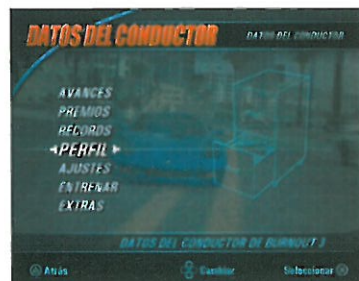 DATOS DEL CONDUCTOR
DATOS DEL CONDUCTOR
AVANCES
PREMIOS
RECORDS
PERFIL
AJUSTES
ENTRENAR
EXTRAS
DATOS DEL CONDUCTOR DE BURNOUT 3
Atrás
Cambiar
Seleccionar